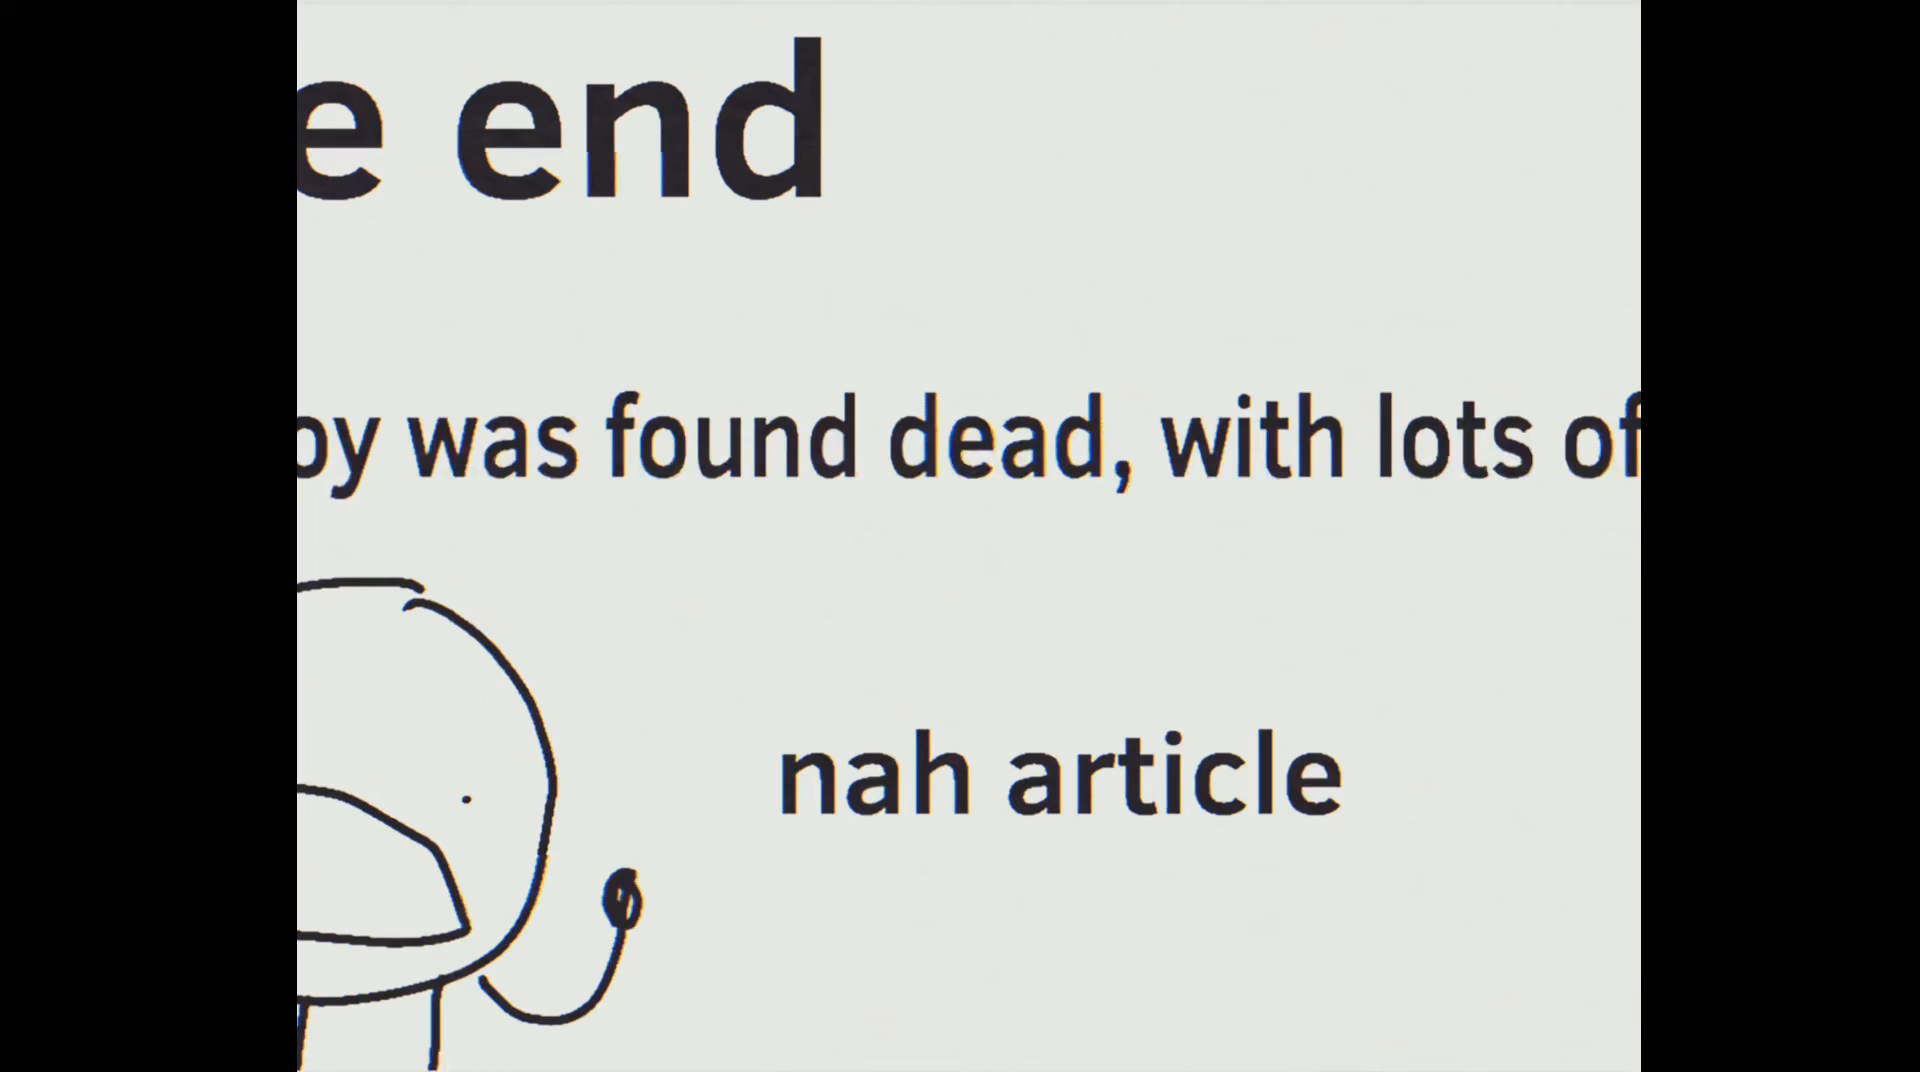 e end
oy was found dead, with lots of
nah article